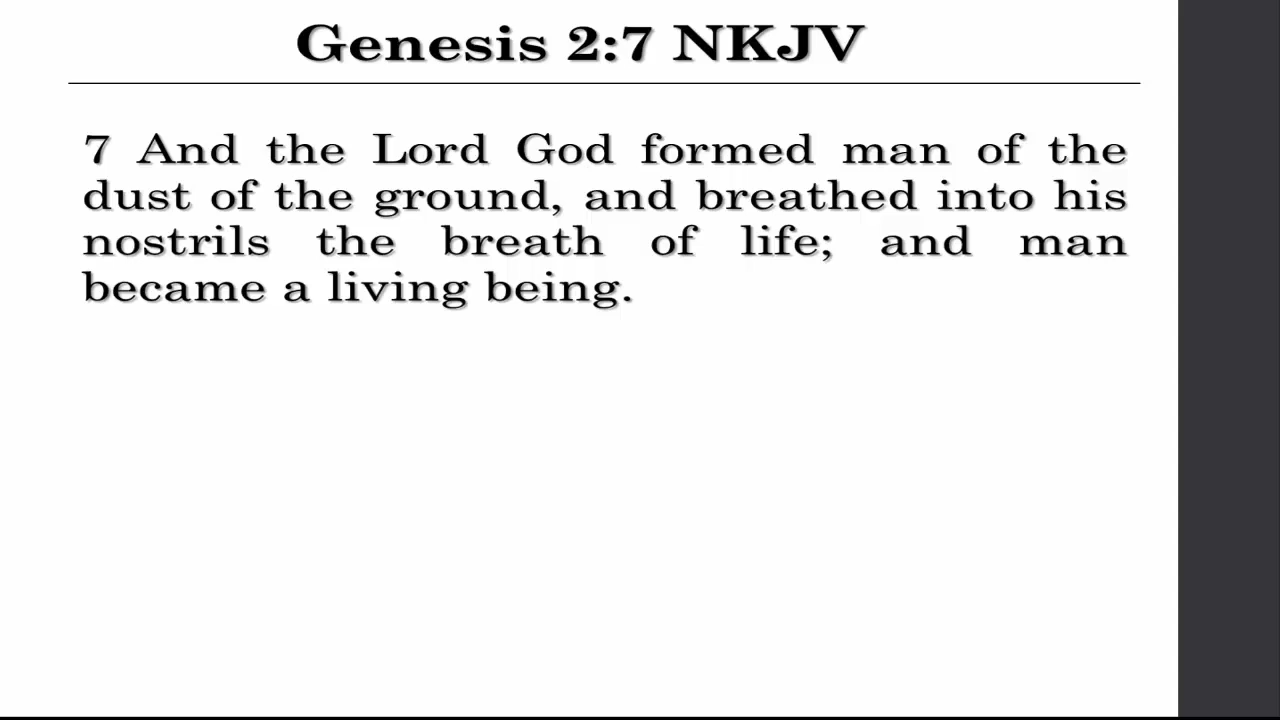 Genesis 2:7 NKJV
7 And the Lord God formed man of the
dust of the ground, and breathed into his
nostrils the breath of life; and man
became a living being.